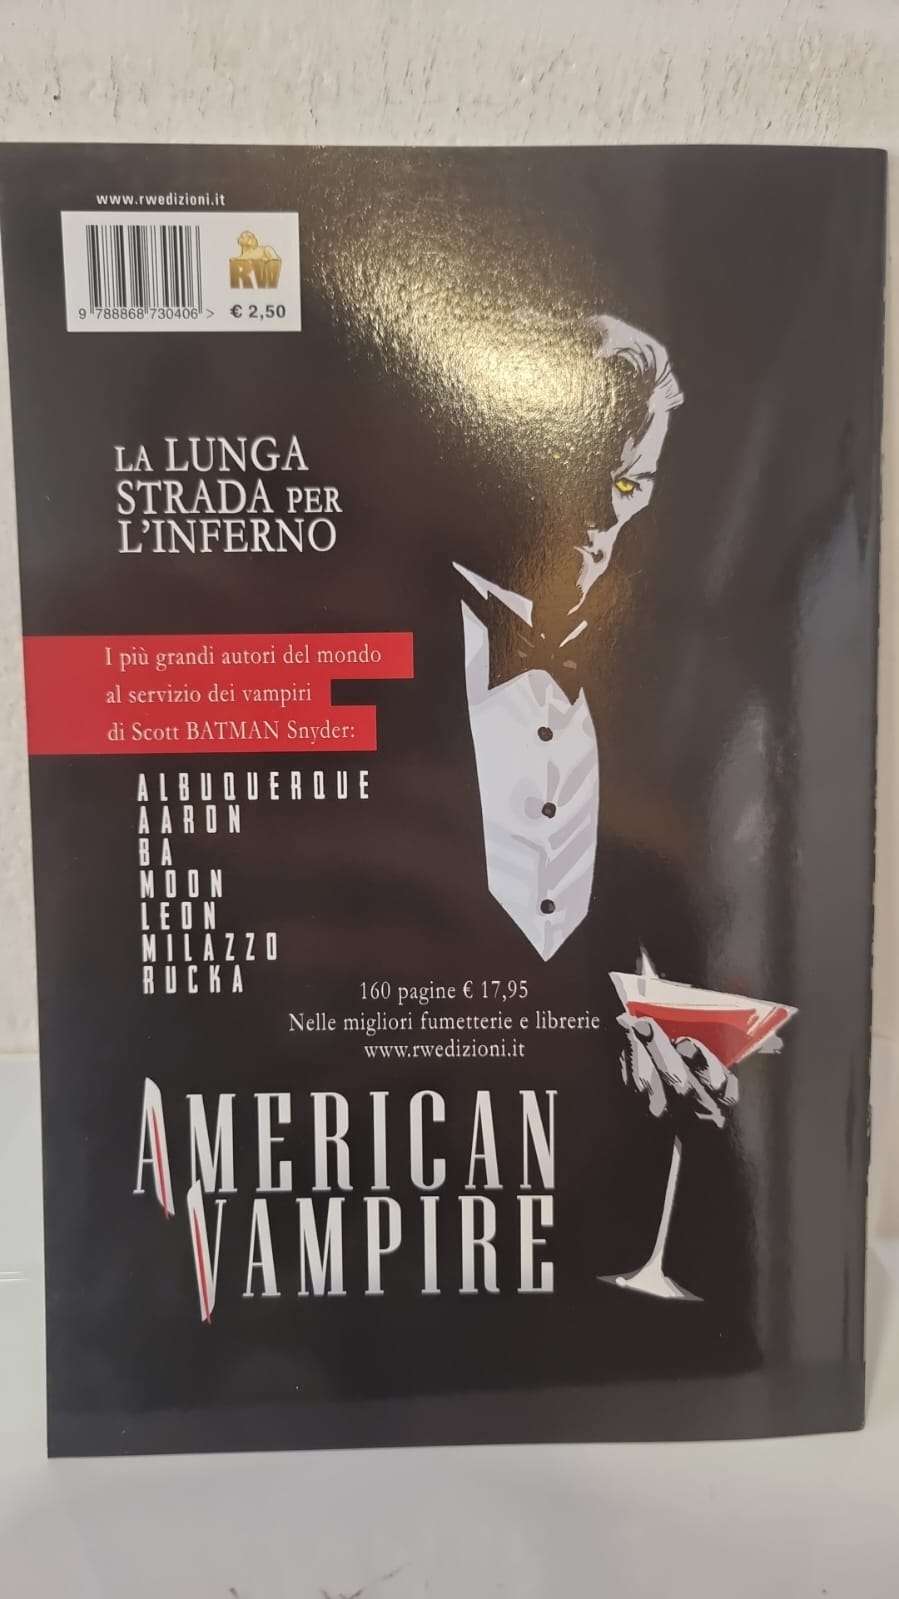 www.rwedizioni.it
RW
9 788868 730406 >
€ 2,50
LA LUNGA
STRADA PER
L'INFERNO
I più grandi autori del mondo
al servizio dei vampiri
di Scott BATMAN Snyder:
ALBUQUERQUE
AARON
BA
MOON
LEON
MILAZZO
RUCKA
160 pagine € 17,95
Nelle migliori fumetterie e librerie
www.rwedizioni.it
AMERICAN
VAMPIRE